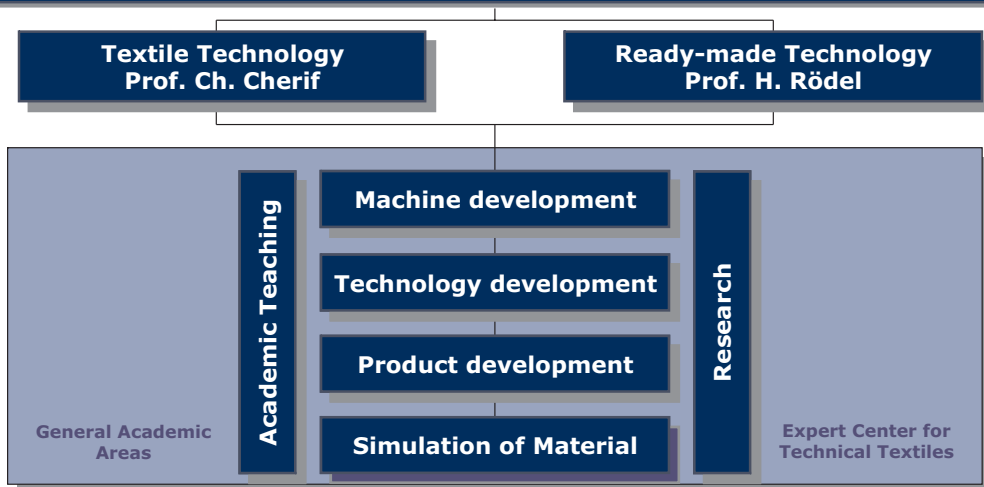 Textile Technology
Prof. Ch. Cherif
Ready-made Technology
Prof. H. Rödel
Academic Teaching
Machine development
Technology development
Product development
Simulation of Material
Research
General Academic
Areas
Expert Center for
Technical Textiles